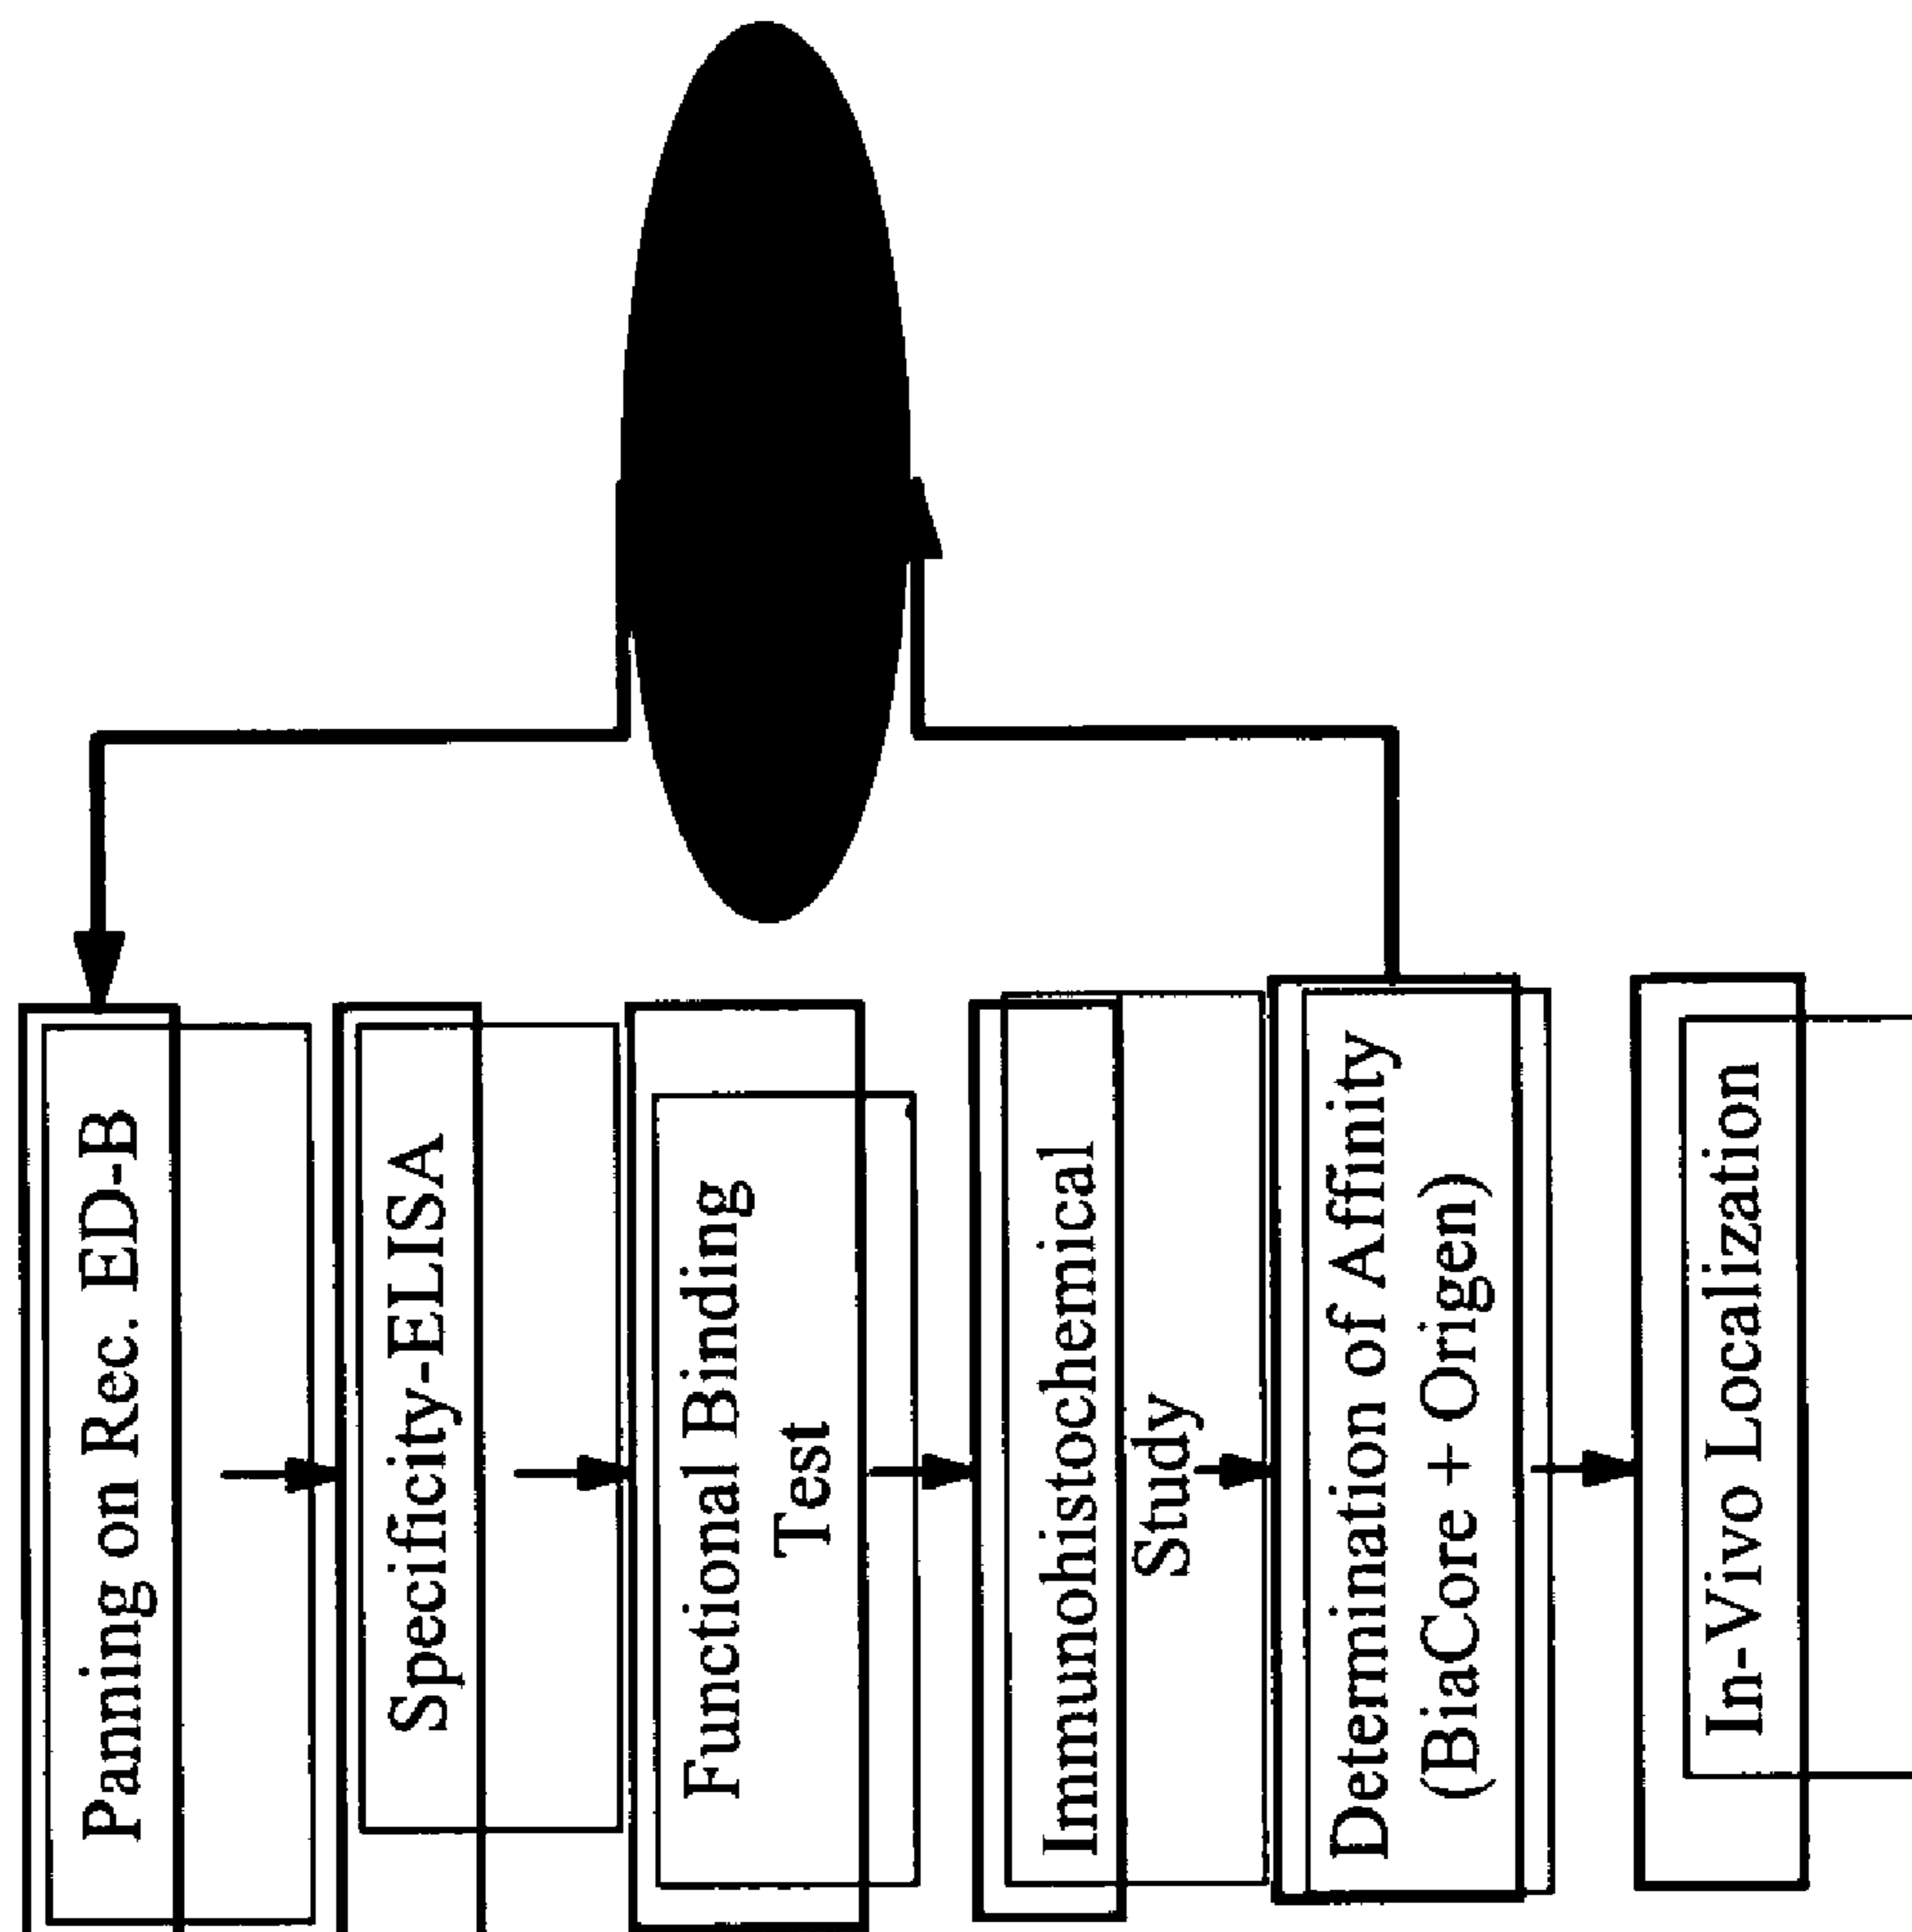 Panning on Rec. ED-B
Specificity-ELISA
Functional Binding
Test
Immunohistochemical
Study
Determination of Affinity
(BiaCore + Origen)
In-Vivo Localization